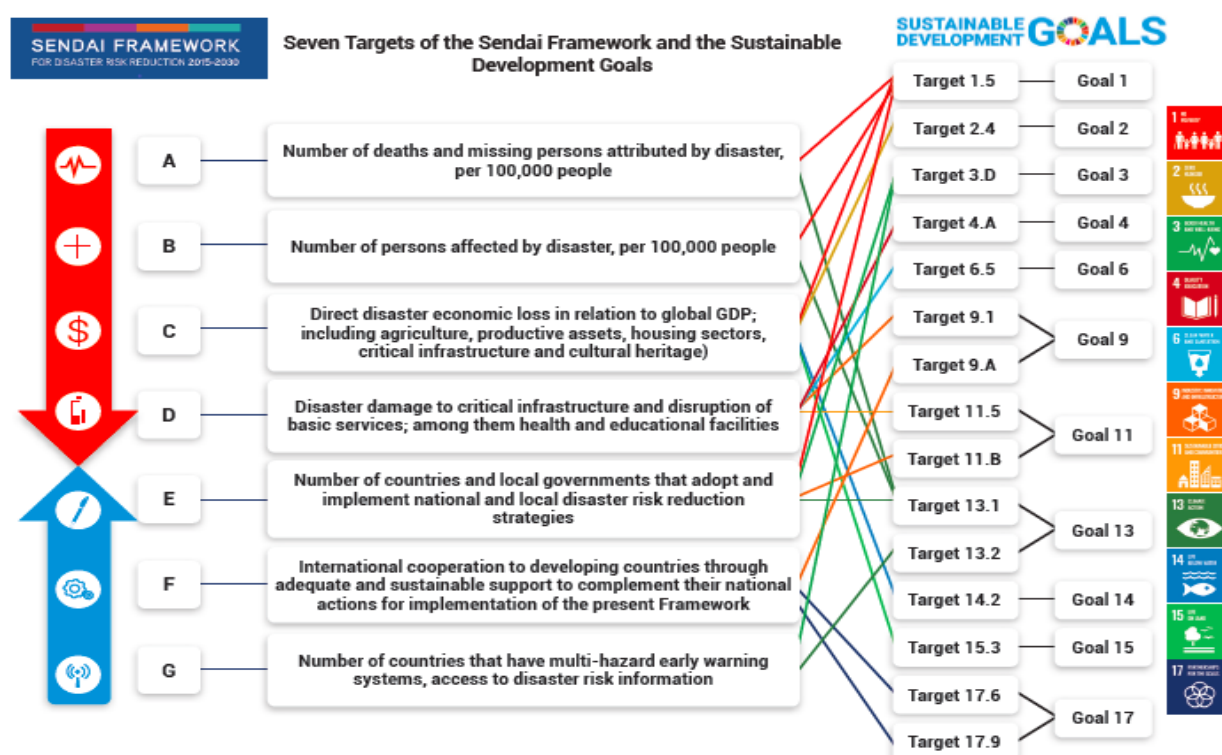 SENDAI FRAMEWORK
FOR DISASTER RISK REDUCTION 2015-2030
Seven Targets of the Sendai Framework and the Sustainable
Development Goals
SUSTAINABLE
DEVELOPMENT GOALS
A
Number of deaths and missing persons attributed by disaster,
per 100,000 people
B
Number of persons affected by disaster, per 100,000 people
C
Direct disaster economic loss in relation to global GDP;
including agriculture, productive assets, housing sectors,
critical infrastructure and cultural heritage)
D
Disaster damage to critical infrastructure and disruption of
basic services; among them health and educational facilities
E
Number of countries and local governments that adopt and
implement national and local disaster risk reduction
strategies
F
International cooperation to developing countries through
adequate and sustainable support to complement their national
actions for implementation of the present Framework
G
Number of countries that have multi-hazard early warning
systems, access to disaster risk information
Target 1.5
Goal 1
Target 2.4
Goal 2
Target 3.D
Goal 3
Target 4.A
Goal 4
Target 6.5
Goal 6
Target 9.1
Goal 9
Target 9.A
Target 11.5
Goal 11
Target 11.B
Target 13.1
Goal 13
Target 13.2
Target 14.2
Goal 14
Target 15.3
Goal 15
Target 17.6
Goal 17
Target 17.9
1
2
3
4
6
9
11
13
14
15
17